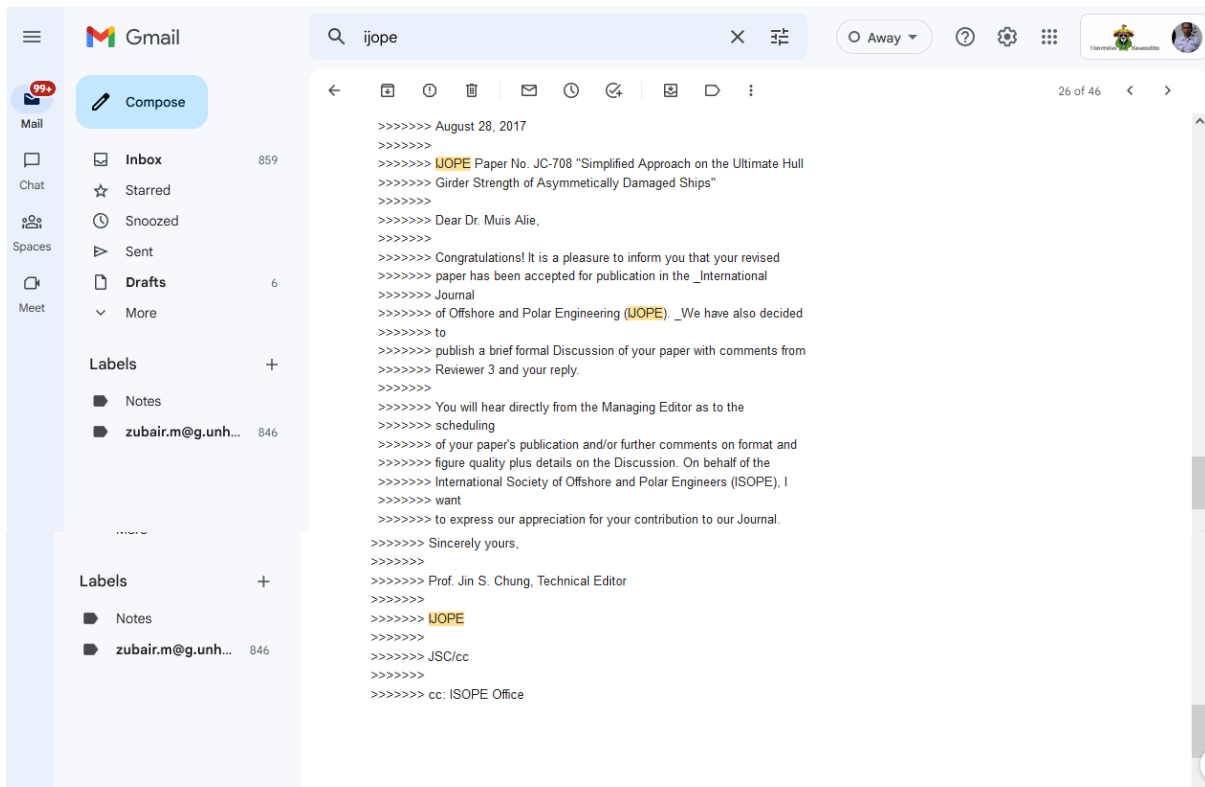 Gmail
ijope
Away
99+
Mail
Chat
Spaces
Meet
Compose
26 of 46
Inbox 859
Starred
Snoozed
Sent
Drafts 6
More
Labels
Notes
zubair.m@g.unh... 846
>>>>>>> August 28, 2017
>>>>>>>
>>>>>>> IJOPE Paper No. JC-708 "Simplified Approach on the Ultimate Hull
>>>>>>> Girder Strength of Asymmetically Damaged Ships"
>>>>>>>
>>>>>>> Dear Dr. Muis Alie,
>>>>>>>
>>>>>>> Congratulations! It is a pleasure to inform you that your revised
>>>>>>> paper has been accepted for publication in the _International
>>>>>>> Journal
>>>>>>> of Offshore and Polar Engineering (IJOPE). _We have also decided
>>>>>>> to
>>>>>>> publish a brief formal Discussion of your paper with comments from
>>>>>>> Reviewer 3 and your reply.
>>>>>>>
>>>>>>> You will hear directly from the Managing Editor as to the
>>>>>>> scheduling
>>>>>>> of your paper's publication and/or further comments on format and
>>>>>>> figure quality plus details on the Discussion. On behalf of the
>>>>>>> International Society of Offshore and Polar Engineers (ISOPE), I
>>>>>>> want
>>>>>>> to express our appreciation for your contribution to our Journal.
>>>>>>> Sincerely yours,
>>>>>>>
>>>>>>> Prof. Jin S. Chung, Technical Editor
>>>>>>>
>>>>>>> IJOPE
>>>>>>>
>>>>>>> JSC/cc
>>>>>>>
>>>>>>> cc: ISOPE Office
Labels
Notes
zubair.m@g.unh... 846